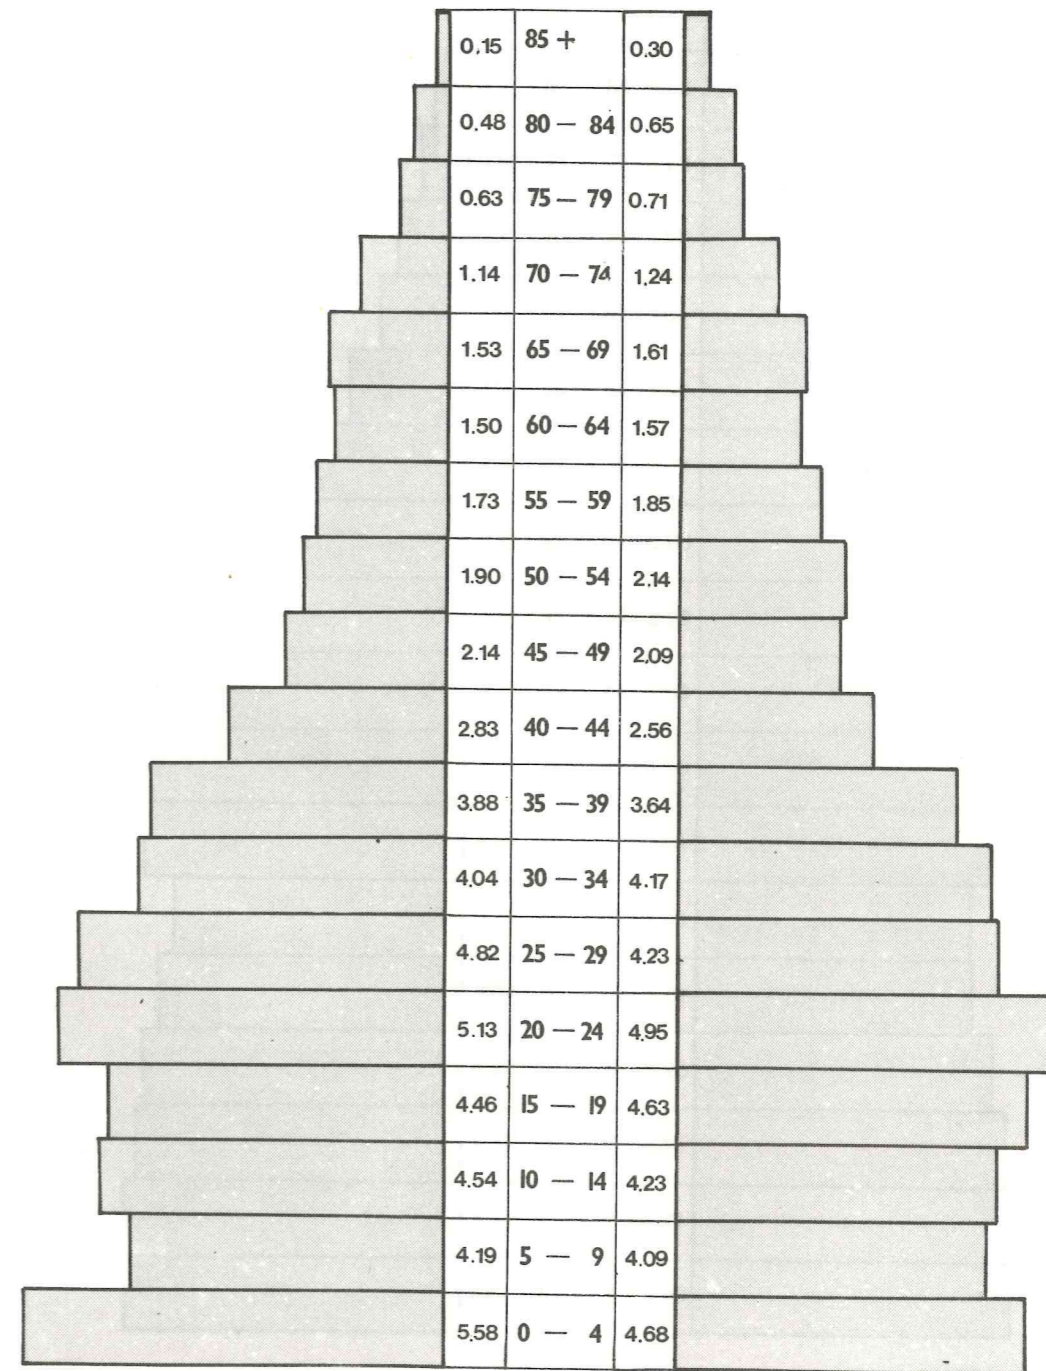 0.15 85 + 0.30
0.48 80 — 84 0.65
0.63 75 — 79 0.71
1.14 70 — 74 1.24
1.53 65 — 69 1.61
1.50 60 — 64 1.57
1.73 55 — 59 1.85
1.90 50 — 54 2.14
2.14 45 — 49 2.09
2.83 40 — 44 2.56
3.88 35 — 39 3.64
4.04 30 — 34 4.17
4.82 25 — 29 4.23
5.13 20 — 24 4.95
4.46 15 — 19 4.63
4.54 10 — 14 4.23
4.19 5 — 9 4.09
5.58 0 — 4 4.68